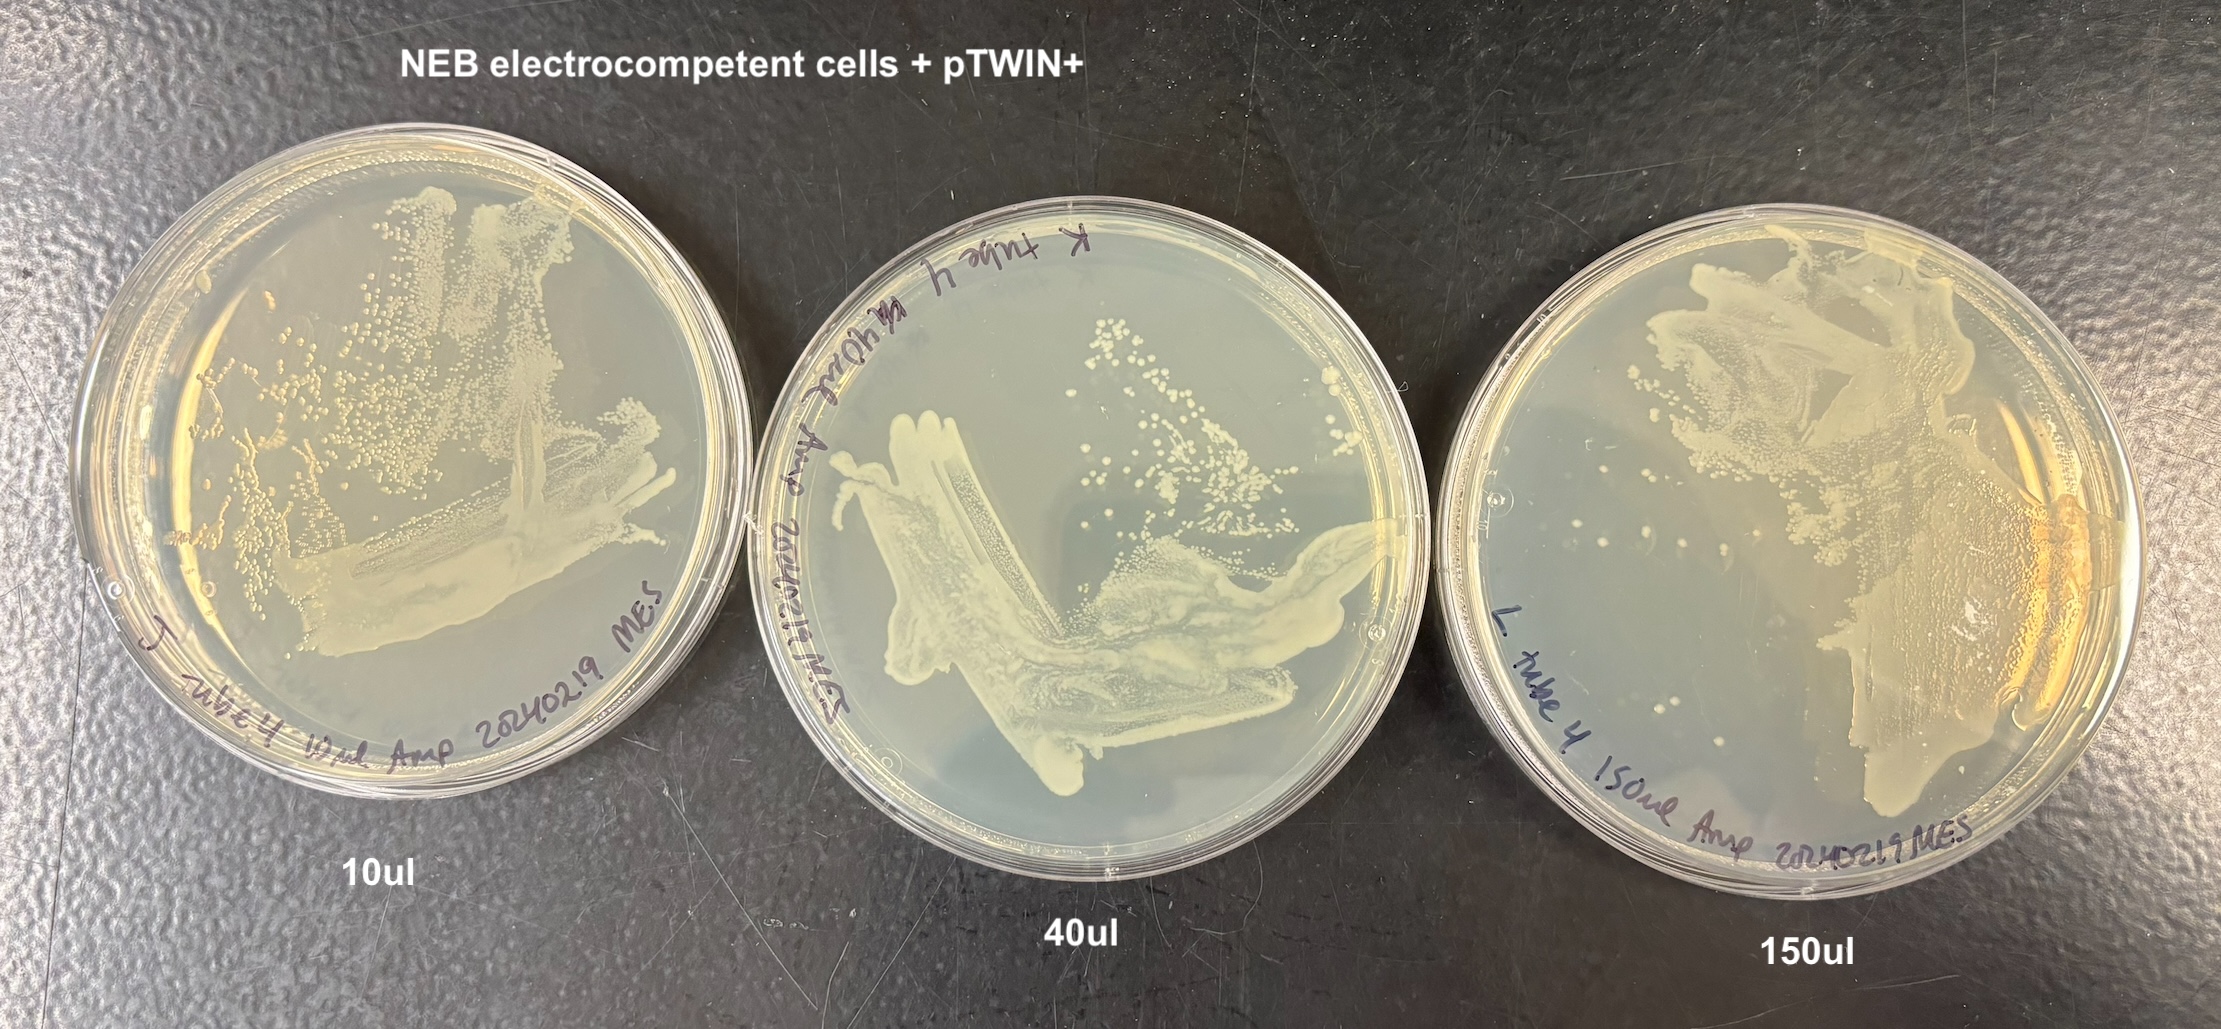 NEB electrocompetent cells + pTWIN+
J tube 4 10ul Amp 20240219 MES
K tube 4 40ul Amp 20240219 MES
L tube 4 150ul Amp 20240219 MES
10ul
40ul
150ul